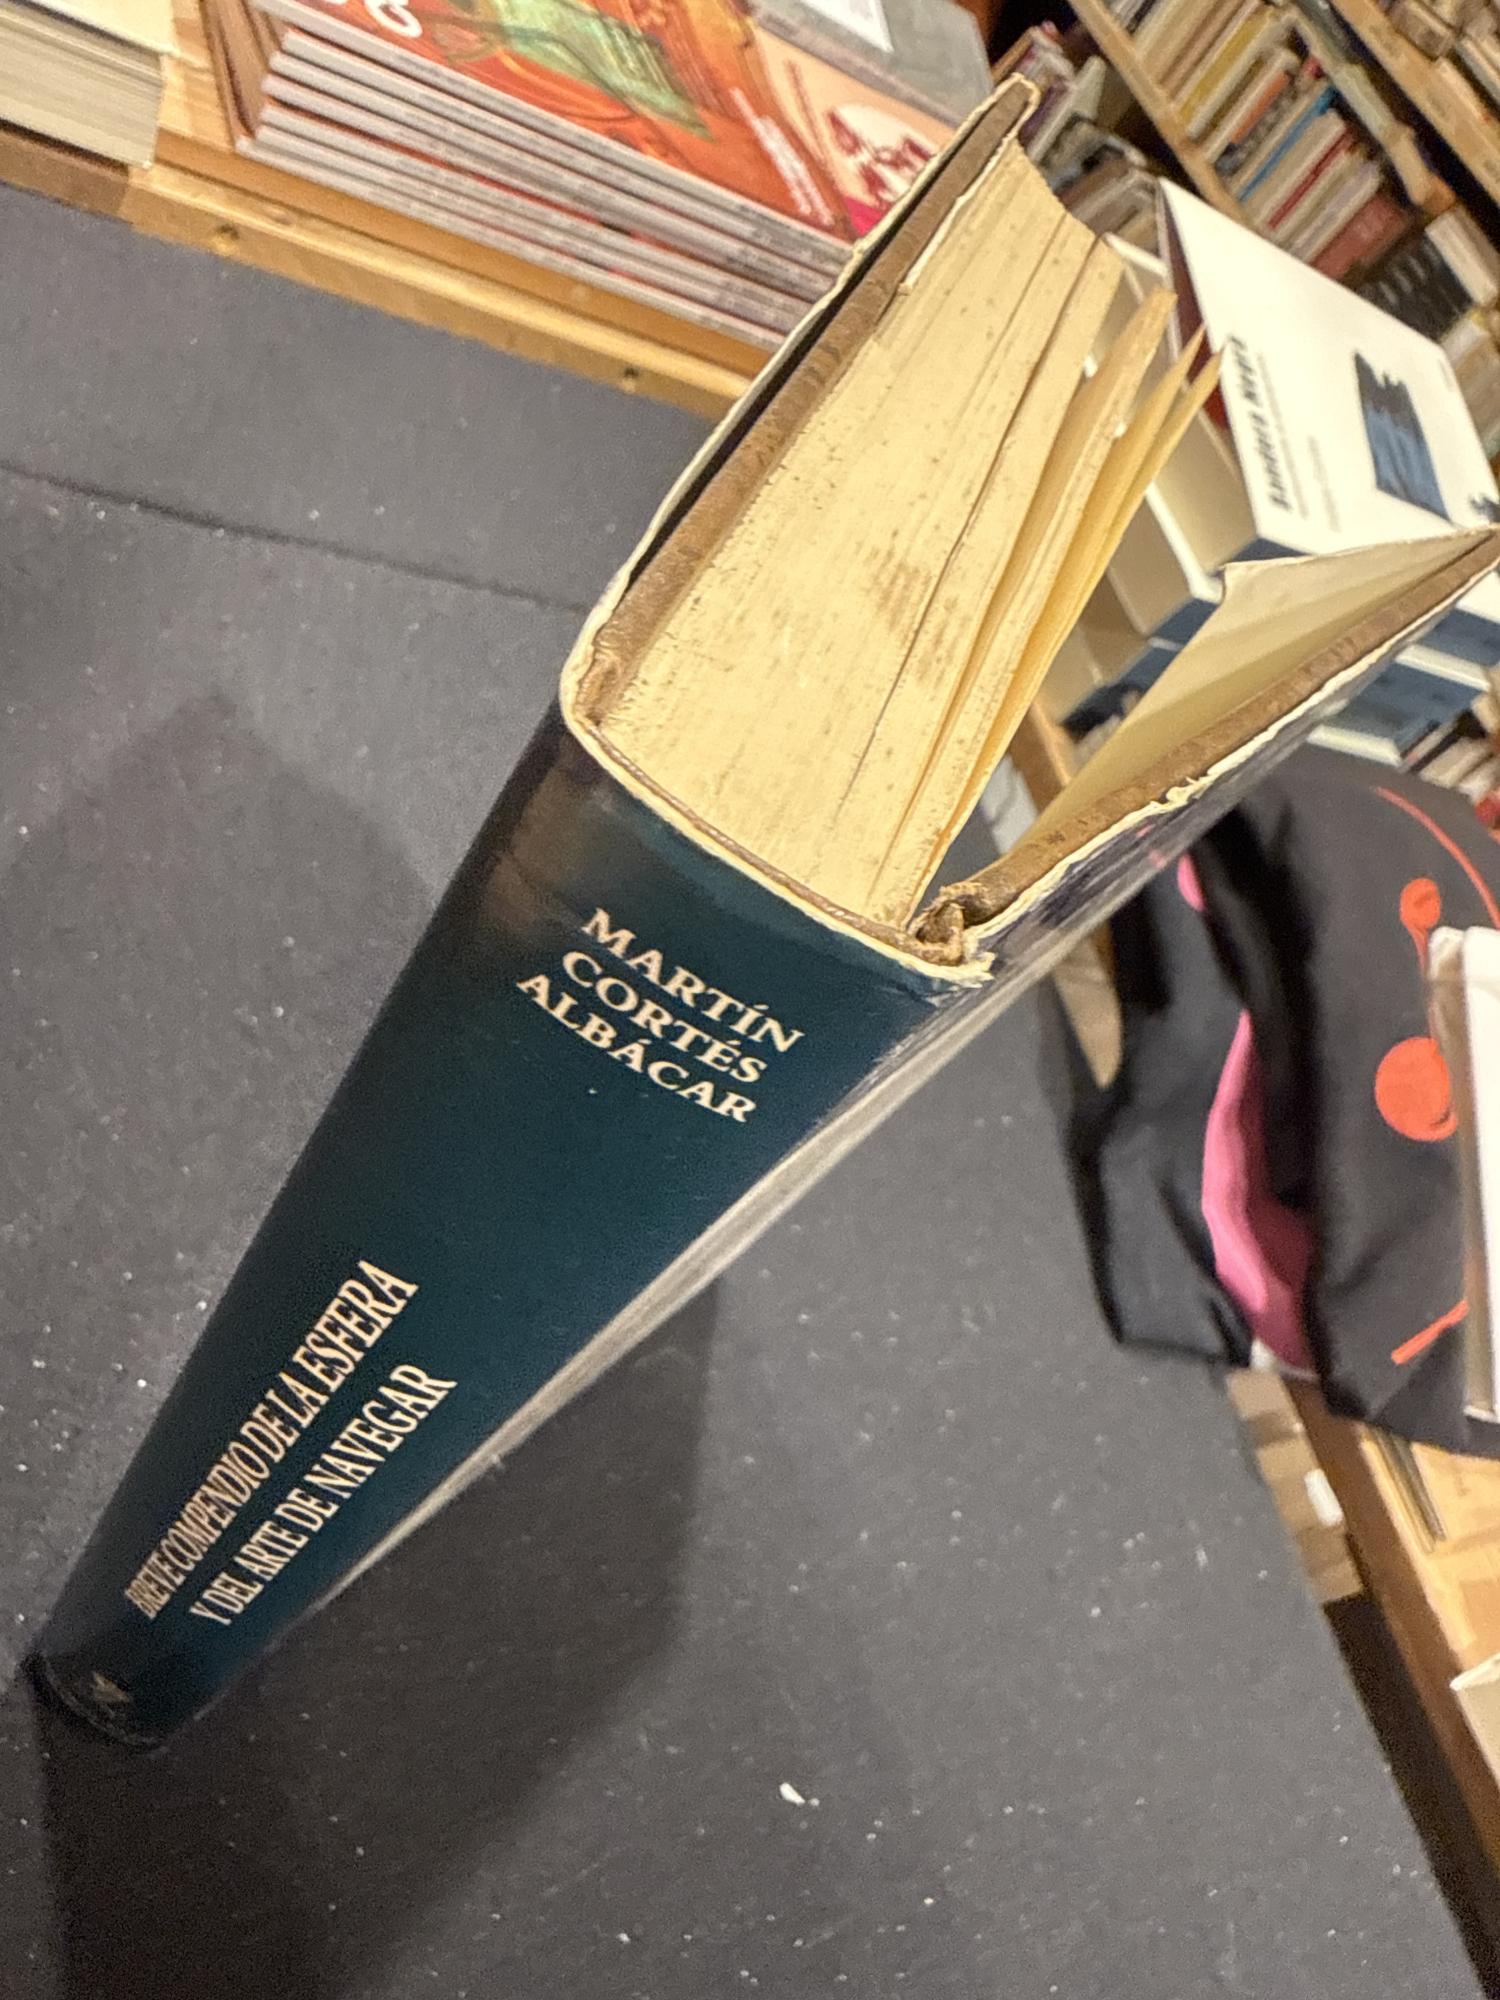 MARTÍN
CORTÉS
ALBÁCAR
BREVE COMPENDIO DE LA ESFERA
Y DEL ARTE DE NAVEGAR